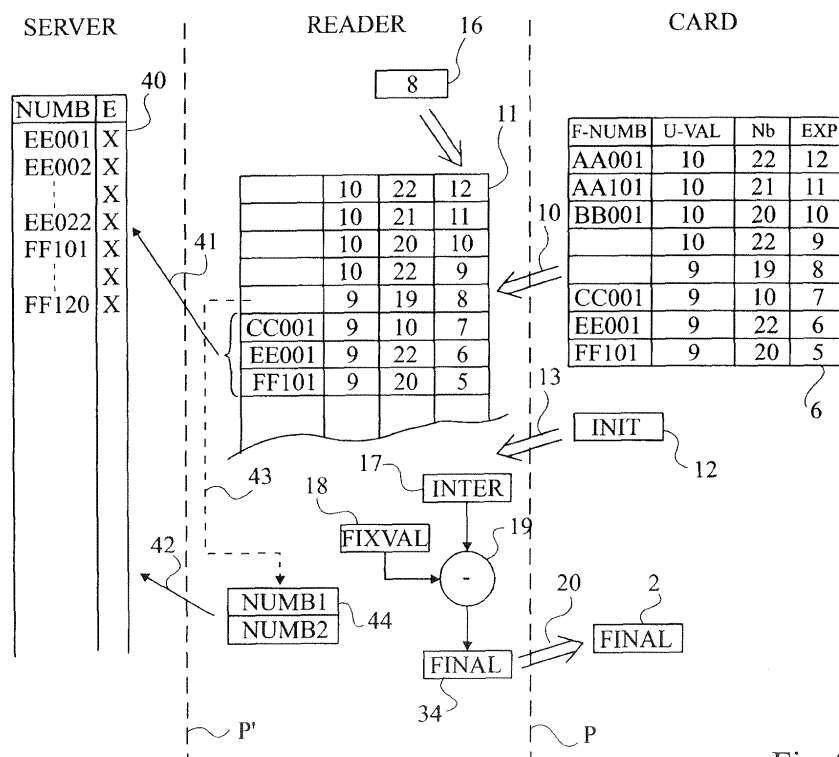 SERVER READER CARD
16
8
40
11
NUMB E
EE001 X
EE002 X
X
EE022 X
FF101 X
X
FF120 X
41
10 22 12
10 21 11
10 20 10
10 22 9
9 19 8
CC001 9 10 7
EE001 9 22 6
FF101 9 20 5
10
F-NUMB U-VAL Nb EXP
AA001 10 22 12
AA101 10 21 11
BB001 10 20 10
10 22 9
9 19 8
CC001 9 10 7
EE001 9 22 6
FF101 9 20 5
6
13
INIT
12
17
INTER
43
18
FIXVAL
19
-
42
NUMB1
NUMB2
44
20
2
FINAL
FINAL
34
P'
P